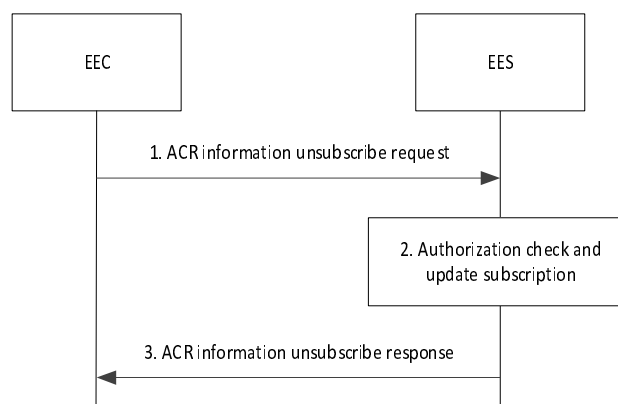 EEC
EES
1. ACR information unsubscribe request
2. Authorization check and
update subscription
3. ACR information unsubscribe response